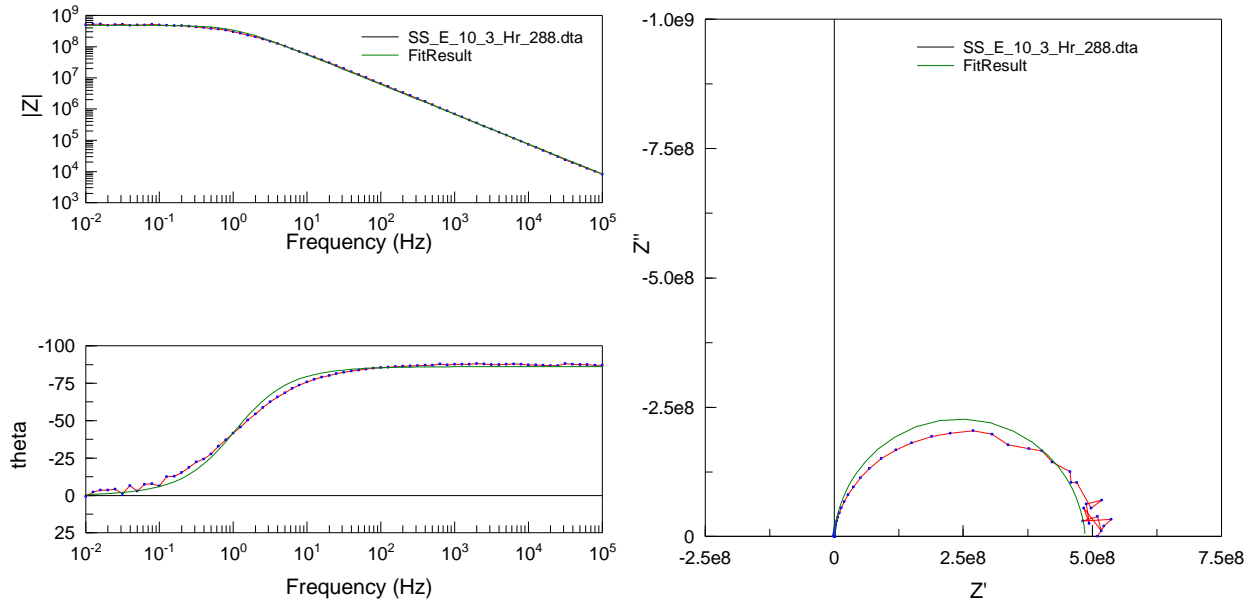 10⁹
10⁸
10⁷
10⁶
10⁵
10⁴
10³
|Z|
SS_E_10_3_Hr_288.dta
FitResult
10⁻² 10⁻¹ 10⁰ 10¹ 10² 10³ 10⁴ 10⁵
Frequency (Hz)
-100
-75
-50
-25
0
25
theta
10⁻² 10⁻¹ 10⁰ 10¹ 10² 10³ 10⁴ 10⁵
Frequency (Hz)
-1.0e9
-7.5e8
-5.0e8
-2.5e8
0
Z''
SS_E_10_3_Hr_288.dta
FitResult
-2.5e8 0 2.5e8 5.0e8 7.5e8
Z'